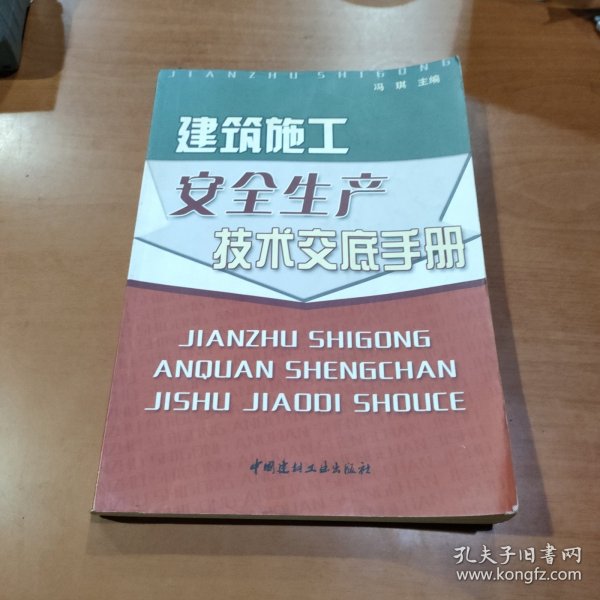 JIANZHU SHIGONG
冯琪 主编
建筑施工
安全生产
技术交底手册
JIANZHU SHIGONG
ANQUAN SHENGCHAN
JISHU JIAODI SHOUCE
中国建材工业出版社
孔夫子旧书网
www.kongfz.com